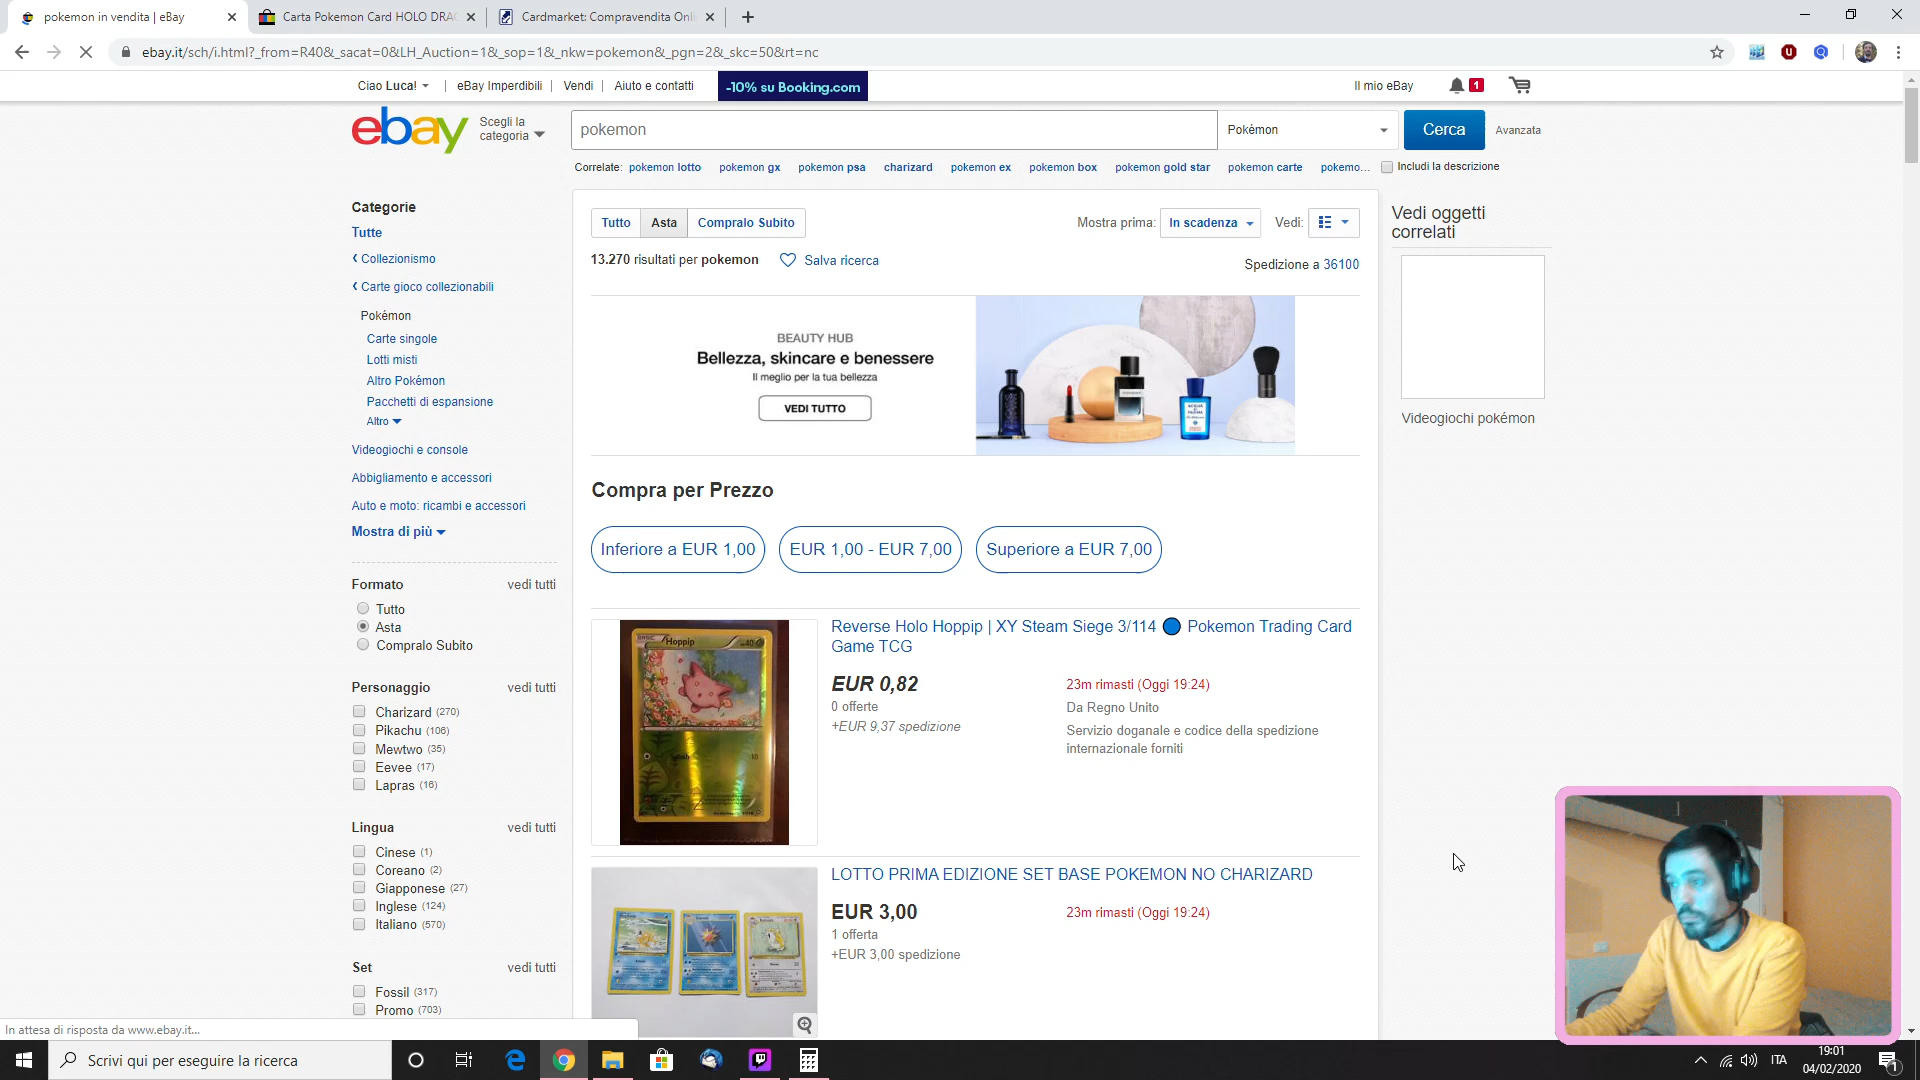 pokemon in vendita | eBay
Carta Pokemon Card HOLO DRAG
Cardmarket: Compravendita Onli
ebay.it/sch/i.html?_from=R40&_sacat=0&LH_Auction=1&_sop=1&_nkw=pokemon&_pgn=2&_skc=50&rt=nc
Ciao Luca!
eBay Imperdibili
Vendi
Aiuto e contatti
-10% su Booking.com
Il mio eBay
1
ebay
Scegli la
categoria
pokemon
Pokémon
Cerca
Avanzata
Correlate: pokemon lotto pokemon gx pokemon psa charizard pokemon ex pokemon box pokemon gold star pokemon carte pokemo...
Includi la descrizione
Categorie
Tutte
Collezionismo
Carte gioco collezionabili
Pokémon
Carte singole
Lotti misti
Altro Pokémon
Pacchetti di espansione
Altro
Videogiochi e console
Abbigliamento e accessori
Auto e moto: ricambi e accessori
Mostra di più
Formato vedi tutti
Tutto
Asta
Compralo Subito
Personaggio vedi tutti
Charizard (270)
Pikachu (106)
Mewtwo (35)
Eevee (17)
Lapras (16)
Lingua vedi tutti
Cinese (1)
Coreano (2)
Giapponese (27)
Inglese (124)
Italiano (570)
Set vedi tutti
Fossil (317)
Promo (703)
Tutto Asta Compralo Subito
Mostra prima: In scadenza Vedi:
13.270 risultati per pokemon
Salva ricerca
Spedizione a 36100
BEAUTY HUB
Bellezza, skincare e benessere
Il meglio per la tua bellezza
VEDI TUTTO
Compra per Prezzo
Inferiore a EUR 1,00
EUR 1,00 - EUR 7,00
Superiore a EUR 7,00
Hoppip
Reverse Holo Hoppip | XY Steam Siege 3/114 🔵 Pokemon Trading Card
Game TCG
EUR 0,82
0 offerte
+EUR 9,37 spedizione
23m rimasti (Oggi 19:24)
Da Regno Unito
Servizio doganale e codice della spedizione
internazionale forniti
LOTTO PRIMA EDIZIONE SET BASE POKEMON NO CHARIZARD
EUR 3,00
1 offerta
+EUR 3,00 spedizione
23m rimasti (Oggi 19:24)
Vedi oggetti
correlati
Videogiochi pokémon
In attesa di risposta da www.ebay.it...
Scrivi qui per eseguire la ricerca
ITA
19:01
04/02/2020
1